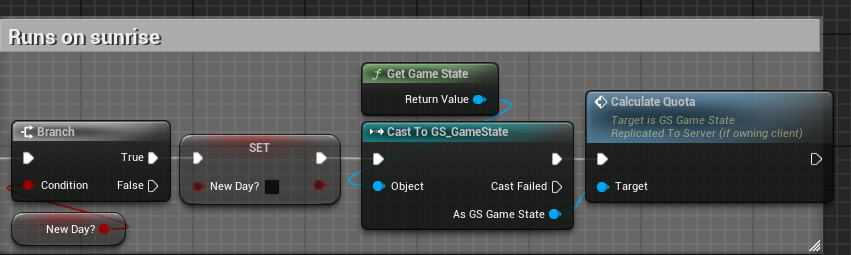 Runs on sunrise
Get Game State
Return Value
Calculate Quota
Target is GS Game State
Replicated To Server (if owning client)
Target
Branch
True
Condition
False
New Day?
SET
New Day?
Cast To GS_GameState
Object
Cast Failed
As GS Game State